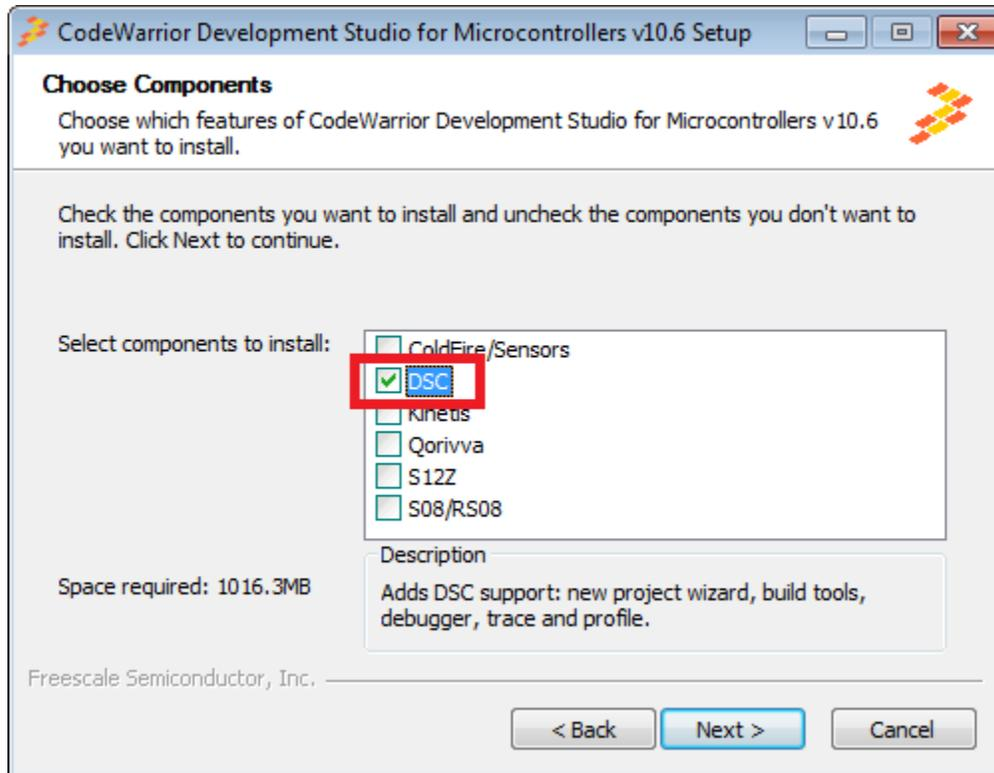 CodeWarrior Development Studio for Microcontrollers v10.6 Setup
Choose Components
Choose which features of CodeWarrior Development Studio for Microcontrollers v10.6
you want to install.
Check the components you want to install and uncheck the components you don't want to
install. Click Next to continue.
Select components to install:
ColdFire/Sensors
DSC
Kinetis
Qorivva
S12Z
S08/RS08
Space required: 1016.3MB
Description
Adds DSC support: new project wizard, build tools,
debugger, trace and profile.
Freescale Semiconductor, Inc.
< Back
Next >
Cancel